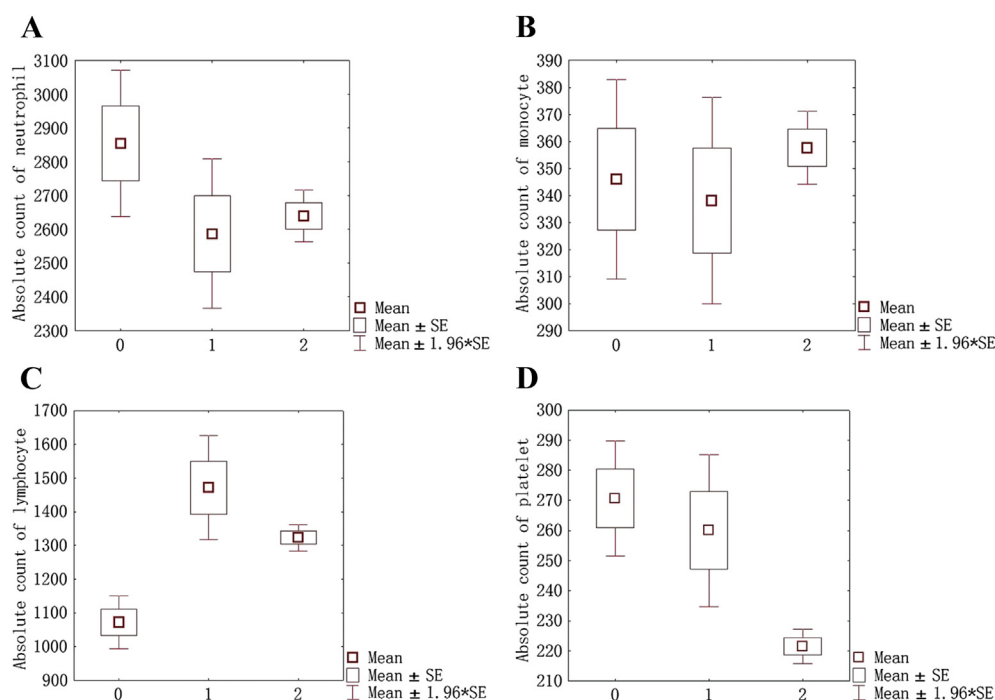 A
Absolute count of neutrophil
3100
3000
2900
2800
2700
2600
2500
2400
2300
0 1 2
Mean
Mean ± SE
Mean ± 1.96*SE
B
Absolute count of monocyte
390
380
370
360
350
340
330
320
310
300
290
0 1 2
Mean
Mean ± SE
Mean ± 1.96*SE
C
Absolute count of lymphocyte
1700
1600
1500
1400
1300
1200
1100
1000
900
0 1 2
Mean
Mean ± SE
Mean ± 1.96*SE
D
Absolute count of platelet
300
290
280
270
260
250
240
230
220
210
0 1 2
Mean
Mean ± SE
Mean ± 1.96*SE